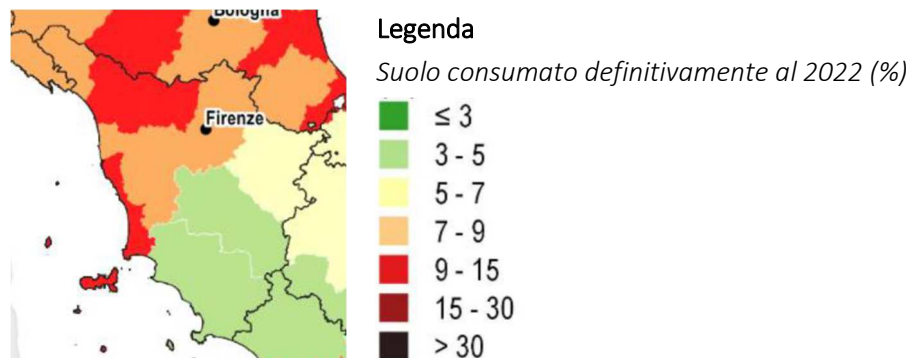 Bologna
Firenze
Legenda
Suolo consumato definitivamente al 2022 (%)
≤ 3
3 - 5
5 - 7
7 - 9
9 - 15
15 - 30
> 30